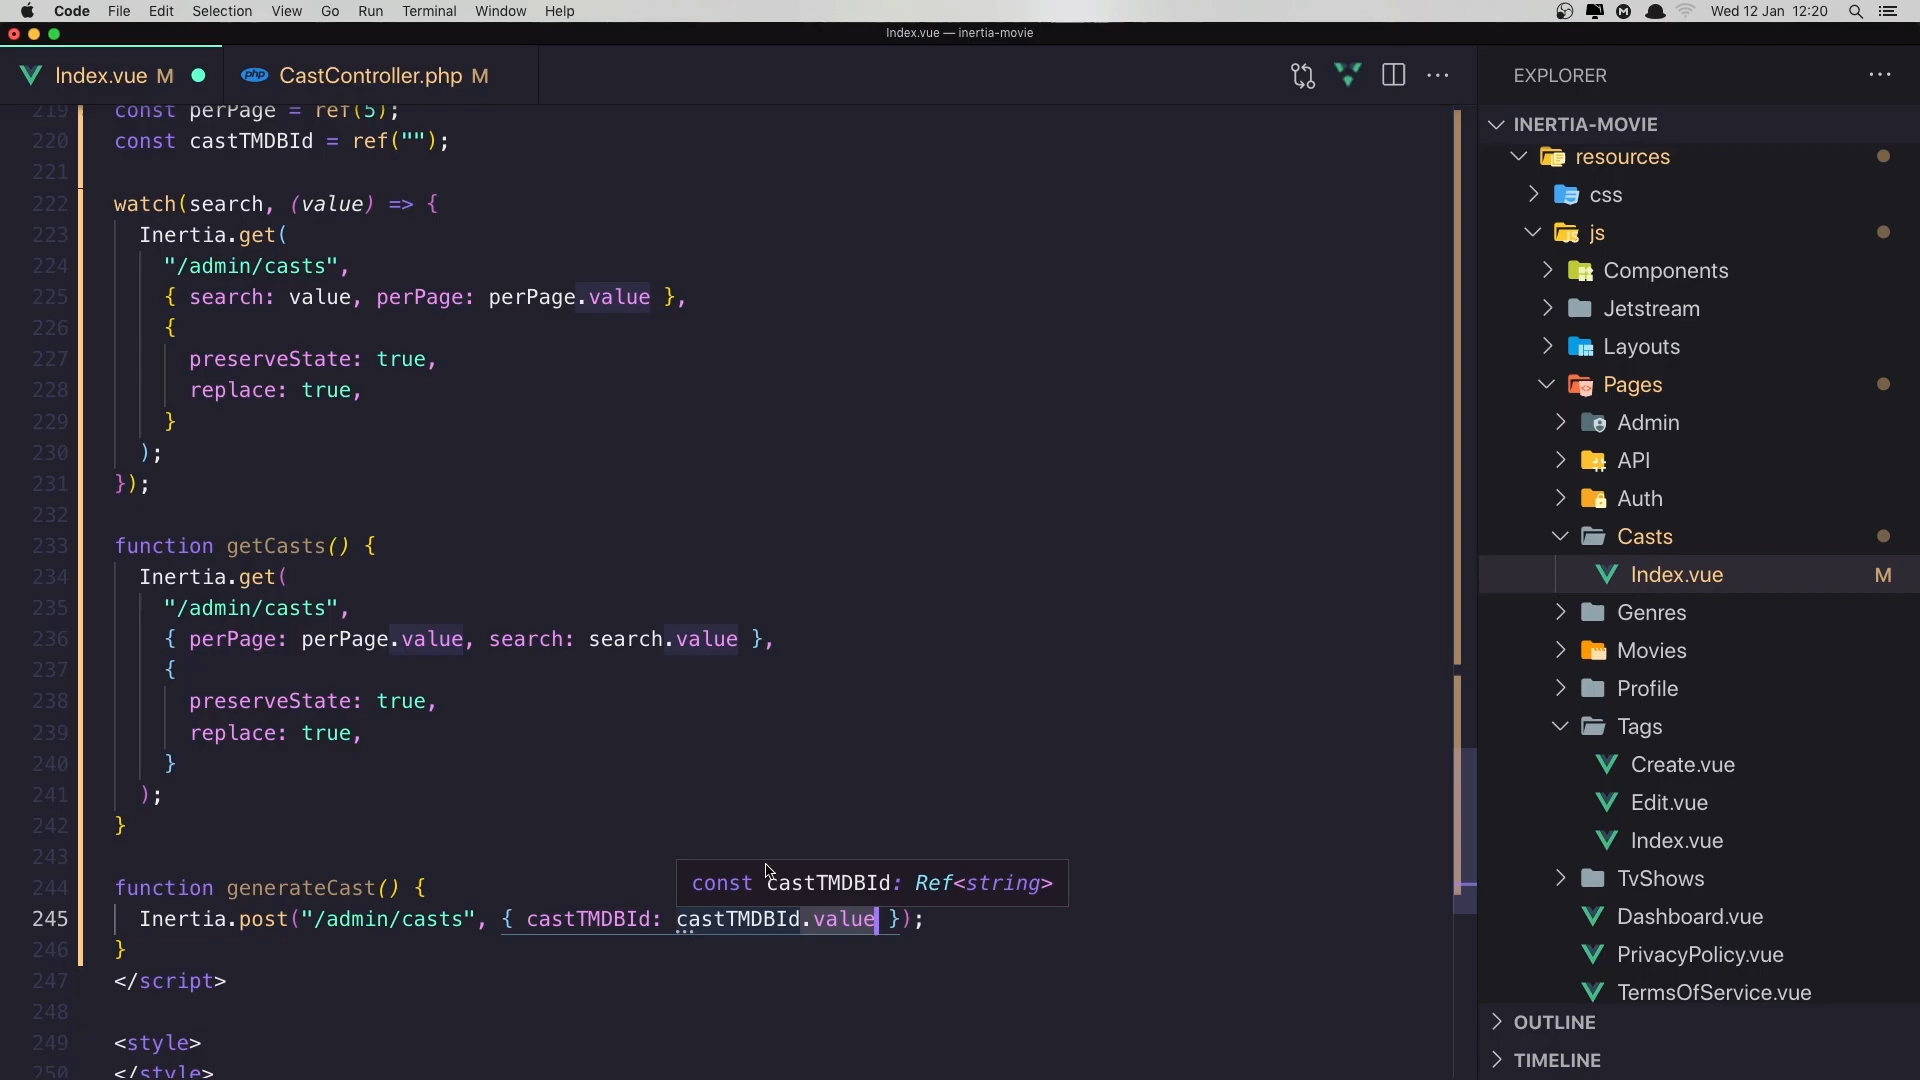 Code File Edit Selection View Go Run Terminal Window Help
Wed 12 Jan 12:20
Index.vue — inertia-movie
Index.vue M
php CastController.php M
219 const perPage = ref(5);
220 const castTMDBId = ref("");
221
222 watch(search, (value) => {
223 Inertia.get(
224 "/admin/casts",
225 { search: value, perPage: perPage.value },
226 {
227 preserveState: true,
228 replace: true,
229 }
230 );
231 });
232
233 function getCasts() {
234 Inertia.get(
235 "/admin/casts",
236 { perPage: perPage.value, search: search.value },
237 {
238 preserveState: true,
239 replace: true,
240 }
241 );
242 }
243
const castTMDBId: Ref<string>
244 function generateCast() {
245 Inertia.post("/admin/casts", { castTMDBId: castTMDBId.value });
246 }
247 </script>
248
249 <style>
250 </style>
EXPLORER
INERTIA-MOVIE
resources
css
js
Components
Jetstream
Layouts
Pages
Admin
API
Auth
Casts
Index.vue M
Genres
Movies
Profile
Tags
Create.vue
Edit.vue
Index.vue
TvShows
Dashboard.vue
PrivacyPolicy.vue
TermsOfService.vue
OUTLINE
TIMELINE